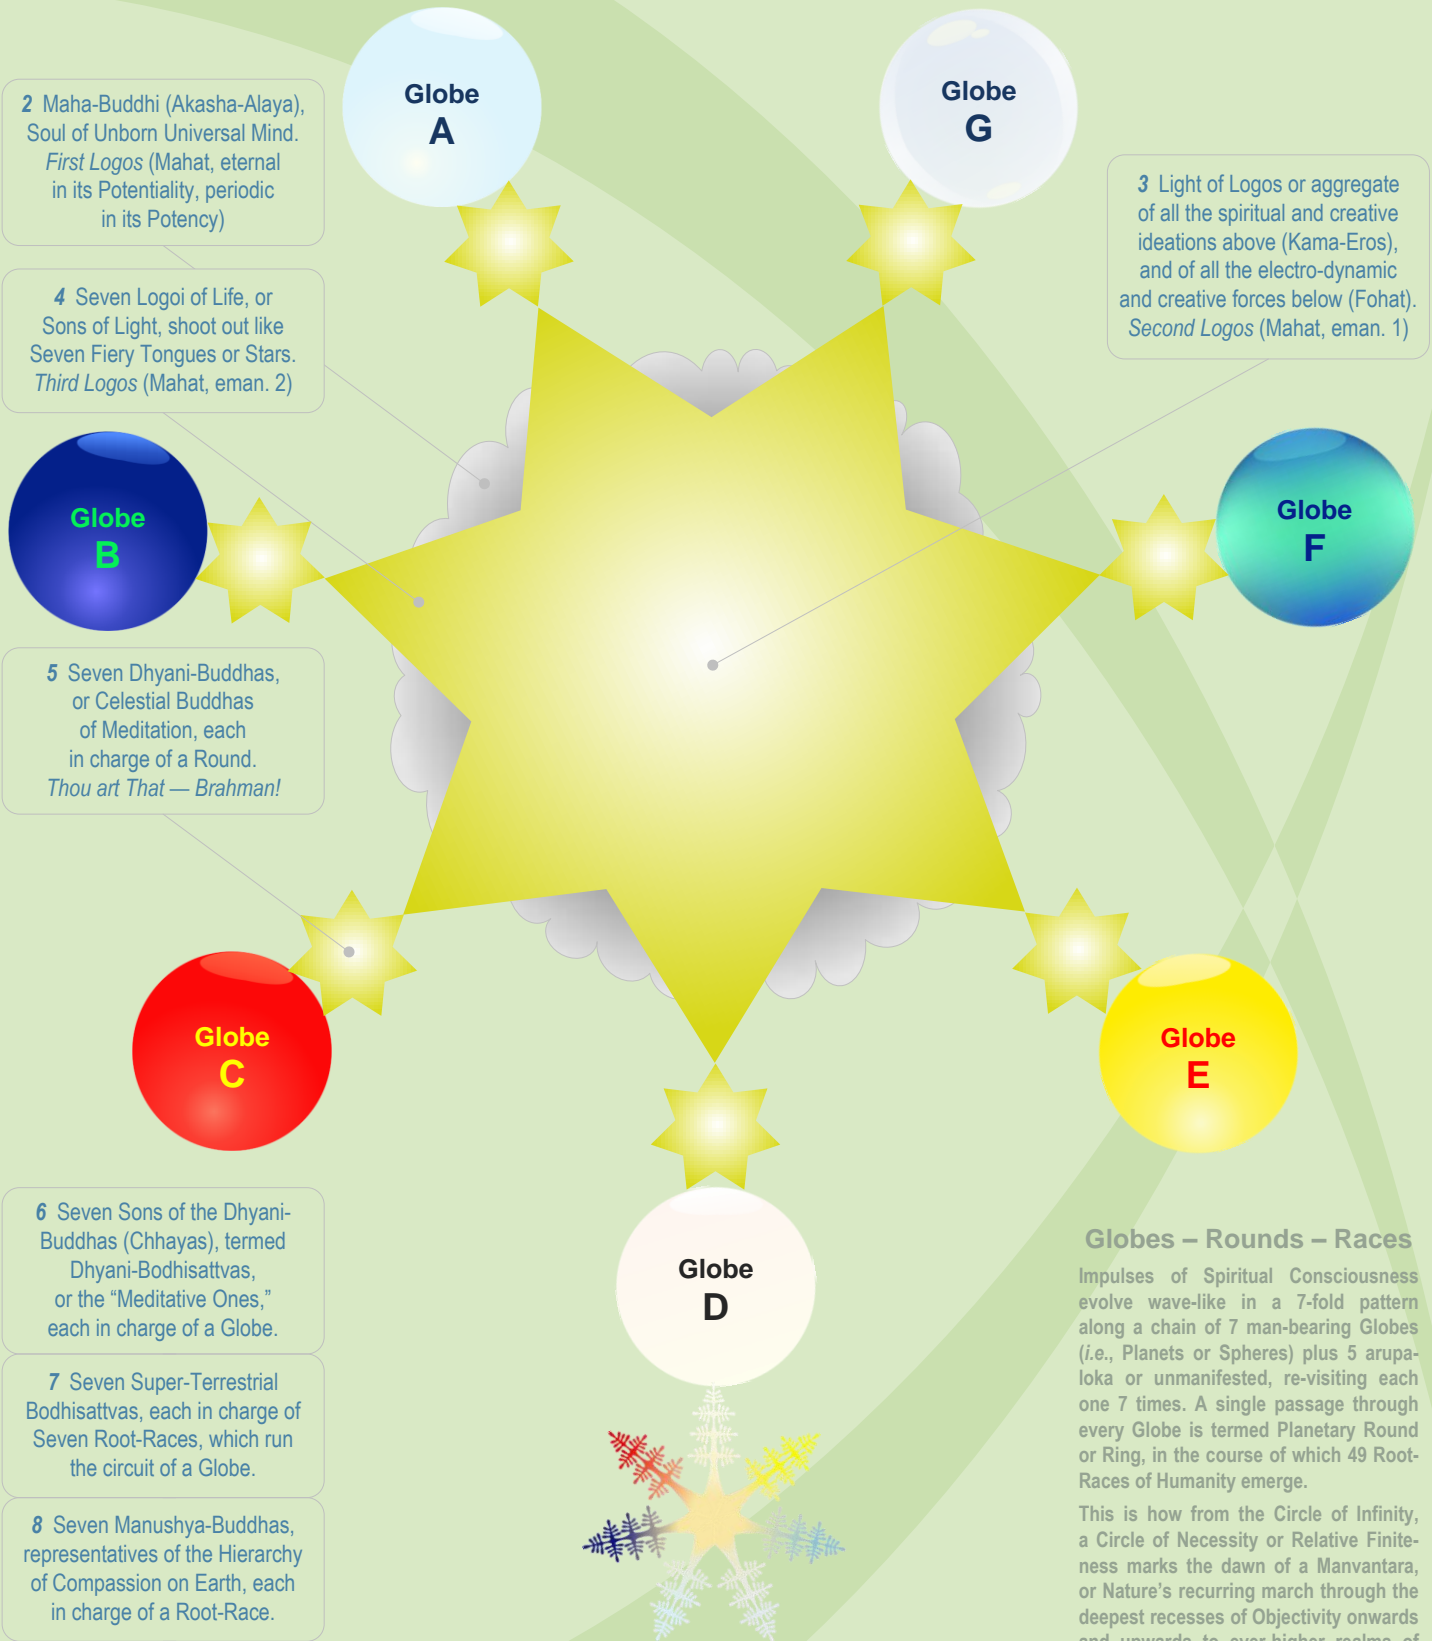 Globe
A
Globe
G
2 Maha-Buddhi (Akasha-Alaya),
Soul of Unborn Universal Mind.
First Logos (Mahat, eternal
in its Potentiality, periodic
in its Potency)
3 Light of Logos or aggregate
of all the spiritual and creative
ideations above (Kama-Eros),
and of all the electro-dynamic
and creative forces below (Fohat).
Second Logos (Mahat, eman. 1)
4 Seven Logoi of Life, or
Sons of Light, shoot out like
Seven Fiery Tongues or Stars.
Third Logos (Mahat, eman. 2)
Globe
B
Globe
F
5 Seven Dhyani-Buddhas,
or Celestial Buddhas
of Meditation, each
in charge of a Round.
Thou art That — Brahman!
Globe
C
Globe
E
Globe
D
6 Seven Sons of the Dhyani-
Buddhas (Chhayas), termed
Dhyani-Bodhisattvas,
or the “Meditative Ones,”
each in charge of a Globe.
7 Seven Super-Terrestrial
Bodhisattvas, each in charge of
Seven Root-Races, which run
the circuit of a Globe.
8 Seven Manushya-Buddhas,
representatives of the Hierarchy
of Compassion on Earth, each
in charge of a Root-Race.
Globes – Rounds – Races
Impulses of Spiritual Consciousness
evolve wave-like in a 7-fold pattern
along a chain of 7 man-bearing Globes
(i.e., Planets or Spheres) plus 5 arupa-
loka or unmanifested, re-visiting each
one 7 times. A single passage through
every Globe is termed Planetary Round
or Ring, in the course of which 49 Root-
Races of Humanity emerge.
This is how from the Circle of Infinity,
a Circle of Necessity or Relative Finite-
ness marks the dawn of a Manvantara,
or Nature’s recurring march through the
deepest recesses of Objectivity onwards
and upwards to ever-higher realms of